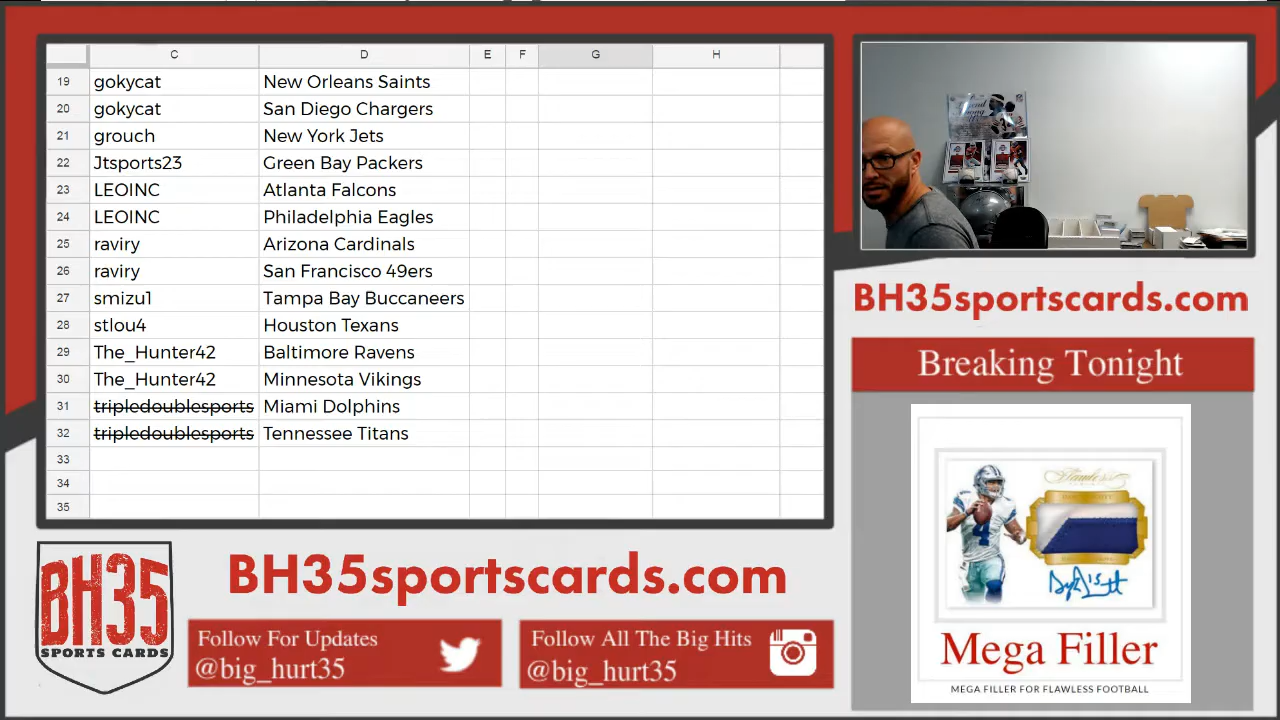 C D E F G H
19 gokycat New Orleans Saints
20 gokycat San Diego Chargers
21 grouch New York Jets
22 Jtsports23 Green Bay Packers
23 LEOINC Atlanta Falcons
24 LEOINC Philadelphia Eagles
25 raviry Arizona Cardinals
26 raviry San Francisco 49ers
27 smizu1 Tampa Bay Buccaneers
28 stlou4 Houston Texans
29 The_Hunter42 Baltimore Ravens
30 The_Hunter42 Minnesota Vikings
31 tripledoublesports Miami Dolphins
32 tripledoublesports Tennessee Titans
33
34
35
BH35sportscards.com
Breaking Tonight
Flawless
4
Mega Filler
MEGA FILLER FOR FLAWLESS FOOTBALL
BH35
SPORTS CARDS
BH35sportscards.com
Follow For Updates
@big_hurt35
Follow All The Big Hits
@big_hurt35